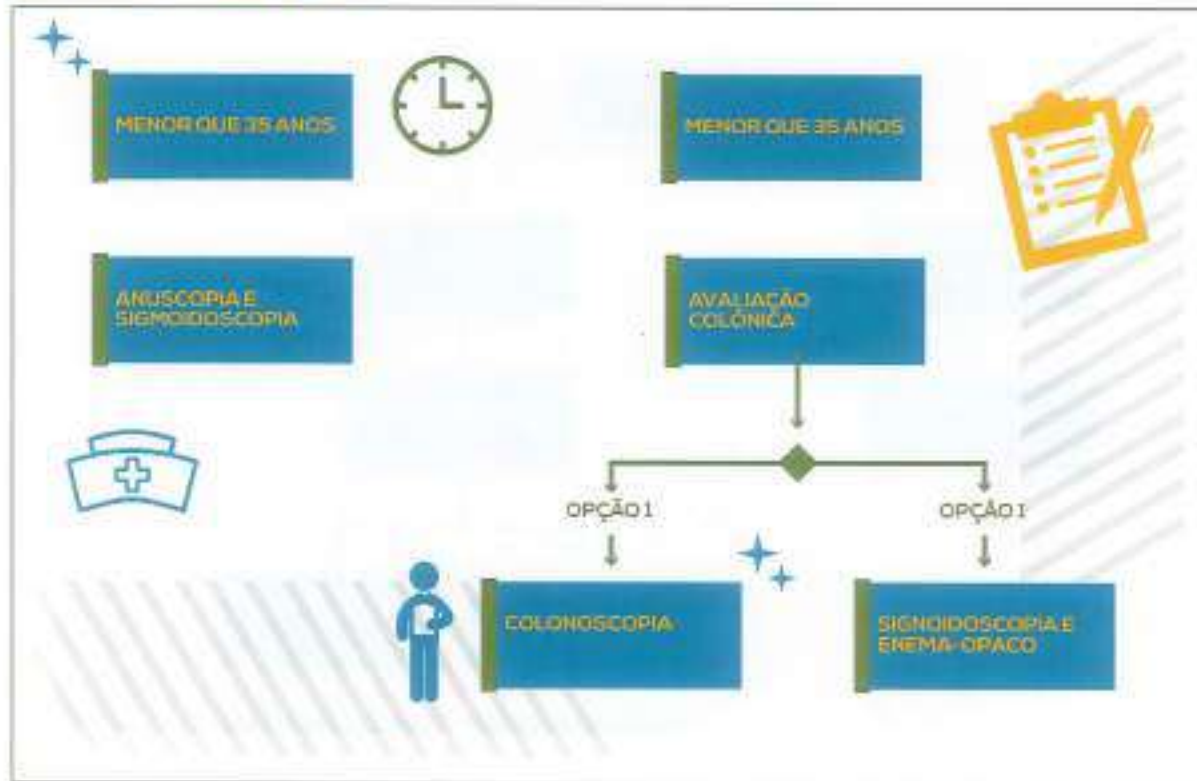 MENOR QUE 35 ANOS
MENOR QUE 35 ANOS
ANUSCOPIA E
SIGMOIDOSCOPIA
AVALIAÇÃO
COLÔNICA
OPÇÃO 1
OPÇÃO 1
COLONOSCOPIA
SIGNOIDOSCOPIA E
ENEMA-OPACO